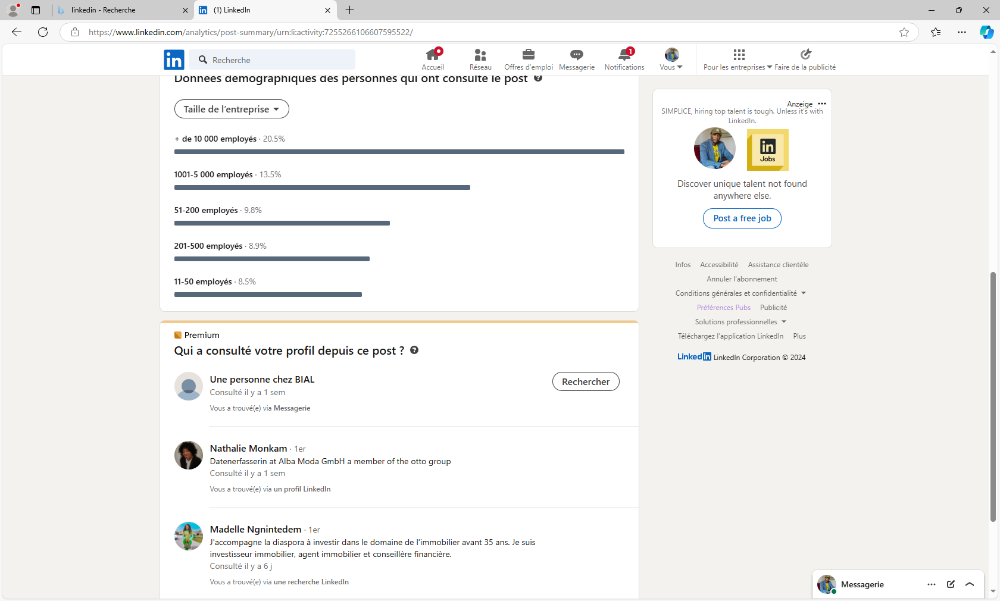 linkedin - Recherche
(1) LinkedIn
https://www.linkedin.com/analytics/post-summary/urn:li:activity:7255266106607595522/
in
Recherche
Accueil
Réseau
Offres d'emploi
Messagerie
1
Notifications
Vous
Pour les entreprises
Faire de la publicité
Données démographiques des personnes qui ont consulté le post ?
Taille de l'entreprise
+ de 10 000 employés · 20.5%
1001-5 000 employés · 13.5%
51-200 employés · 9.8%
201-500 employés · 8.9%
11-50 employés · 8.5%
Premium
Qui a consulté votre profil depuis ce post ? ?
Une personne chez BIAL
Consulté il y a 1 sem
Vous a trouvé(e) via Messagerie
Rechercher
Nathalie Monkam · 1er
Datenerfasserin at Alba Moda GmbH a member of the otto group
Consulté il y a 1 sem
Vous a trouvé(e) via un profil LinkedIn
Madelle Ngnintedem · 1er
J'accompagne la diaspora à investir dans le domaine de l'immobilier avant 35 ans. Je suis
investisseur immobilier, agent immobilier et conseillère financière.
Consulté il y a 6 j
Vous a trouvé(e) via une recherche LinkedIn
Anzeige
SIMPLICE, hiring top talent is tough. Unless it's with
LinkedIn.
in
Jobs
Discover unique talent not found
anywhere else.
Post a free job
Infos Accessibilité Assistance clientèle
Annuler l'abonnement
Conditions générales et confidentialité
Préférences Pubs Publicité
Solutions professionnelles
Téléchargez l'application LinkedIn Plus
LinkedIn LinkedIn Corporation © 2024
Messagerie